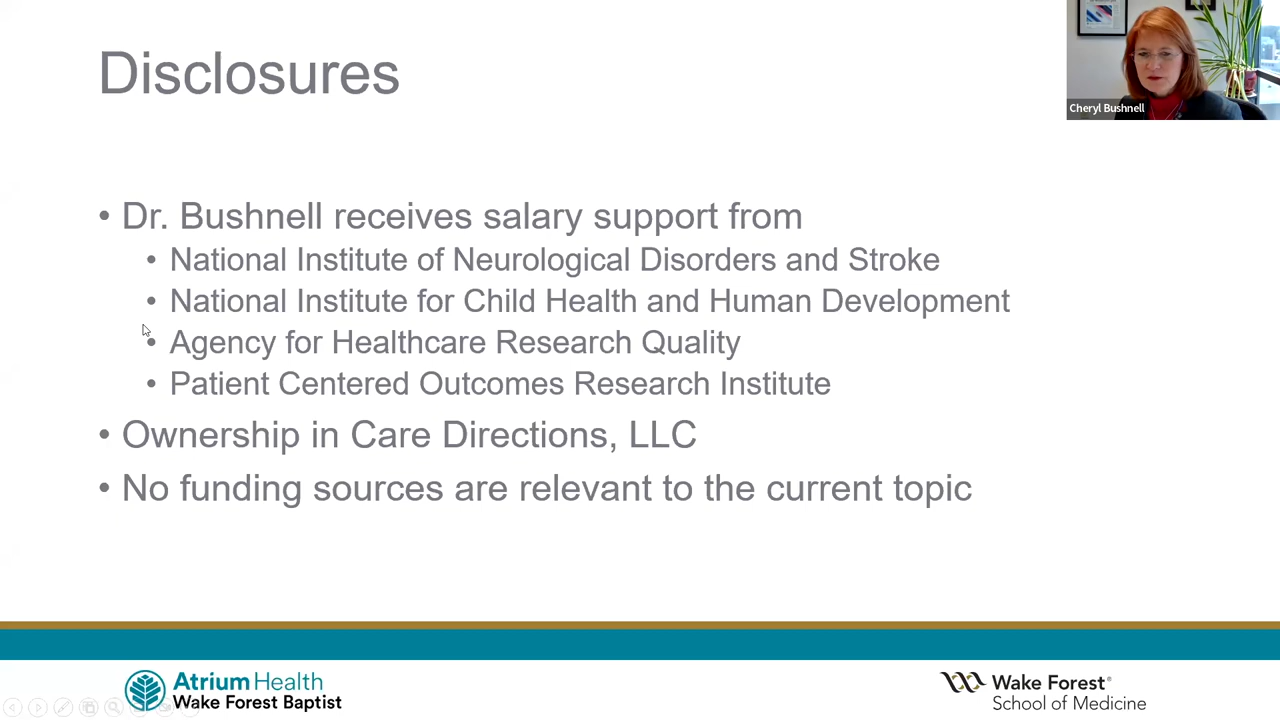 Disclosures
Cheryl Bushnell
• Dr. Bushnell receives salary support from
• National Institute of Neurological Disorders and Stroke
• National Institute for Child Health and Human Development
• Agency for Healthcare Research Quality
• Patient Centered Outcomes Research Institute
• Ownership in Care Directions, LLC
• No funding sources are relevant to the current topic
Atrium Health
Wake Forest Baptist
Wake Forest®
School of Medicine